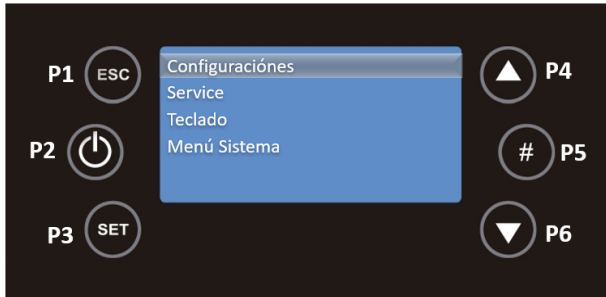 P1 ESC
Configuraciónes
P4
Service
Teclado
P2
# P5
Menú Sistema
P3 SET
P6